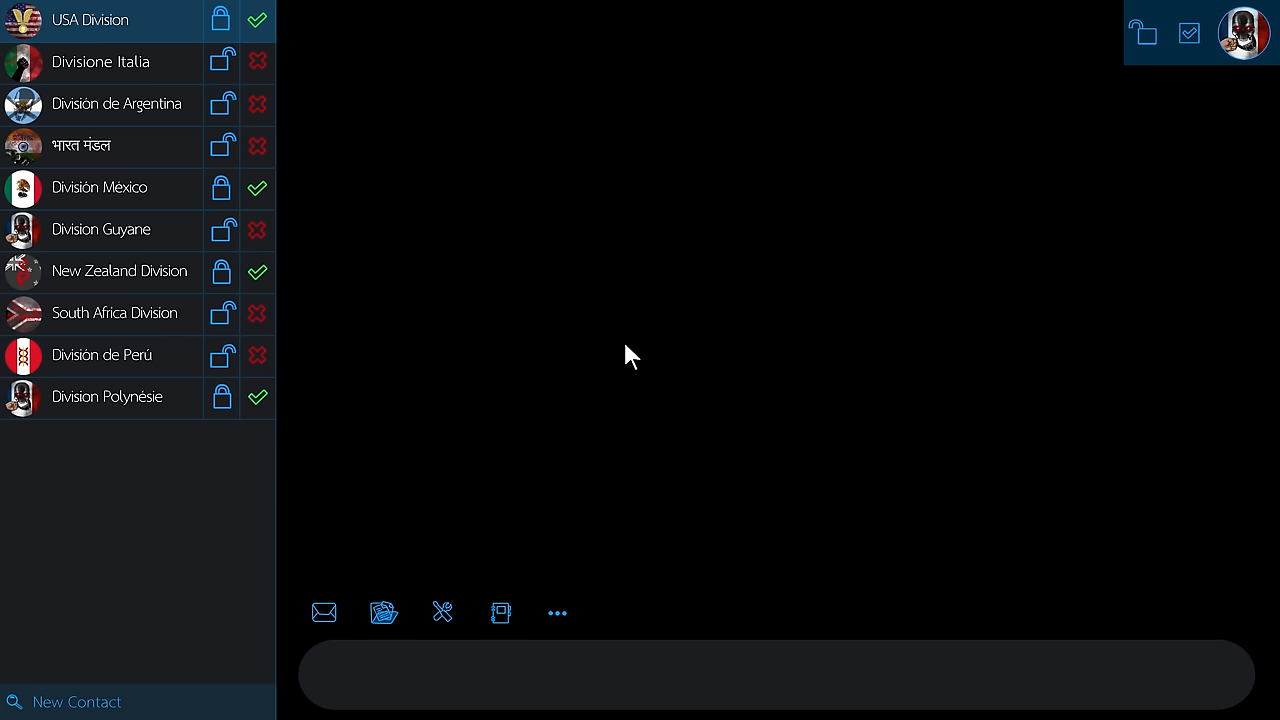 USA Division
Divisione Italia
División de Argentina
भारत मंडल
División México
Division Guyane
New Zealand Division
South Africa Division
División de Perú
Division Polynésie
New Contact